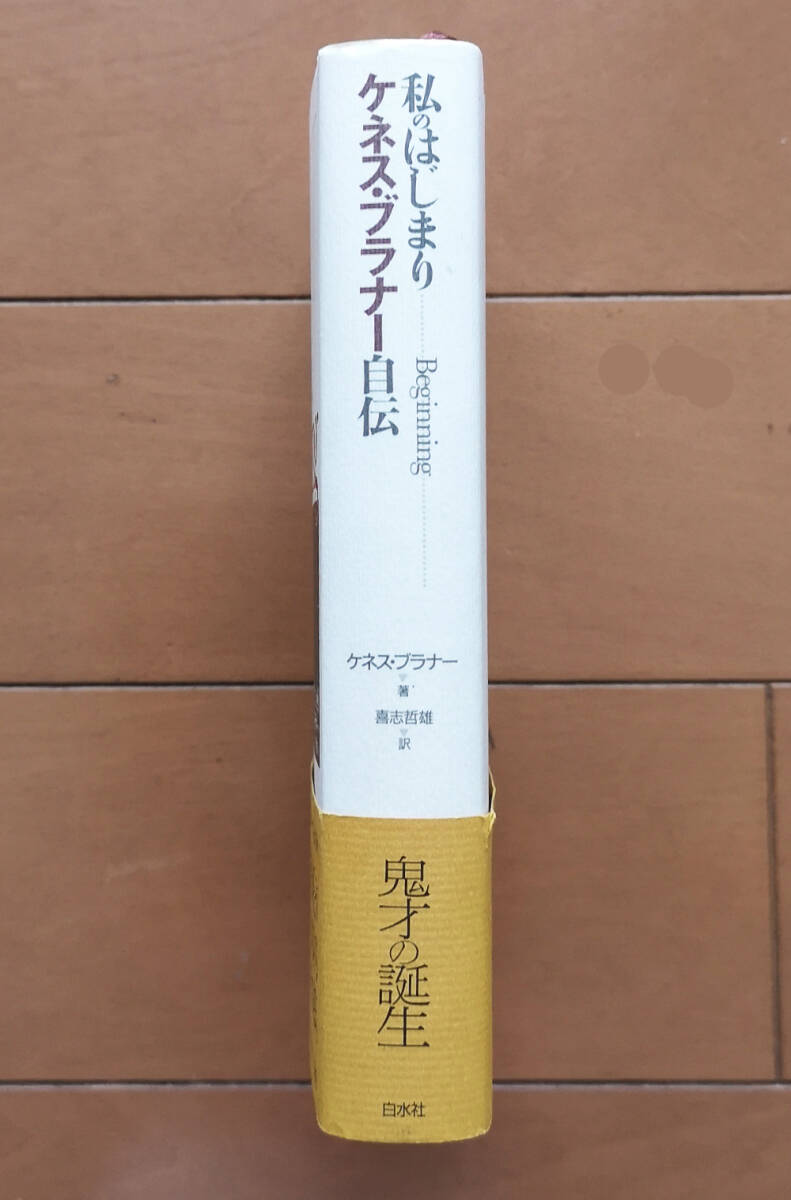 私のはじまり
Beginning
ケネス・ブラナー自伝
ケネス・ブラナー
著
喜志哲雄
訳
鬼才の誕生
白水社